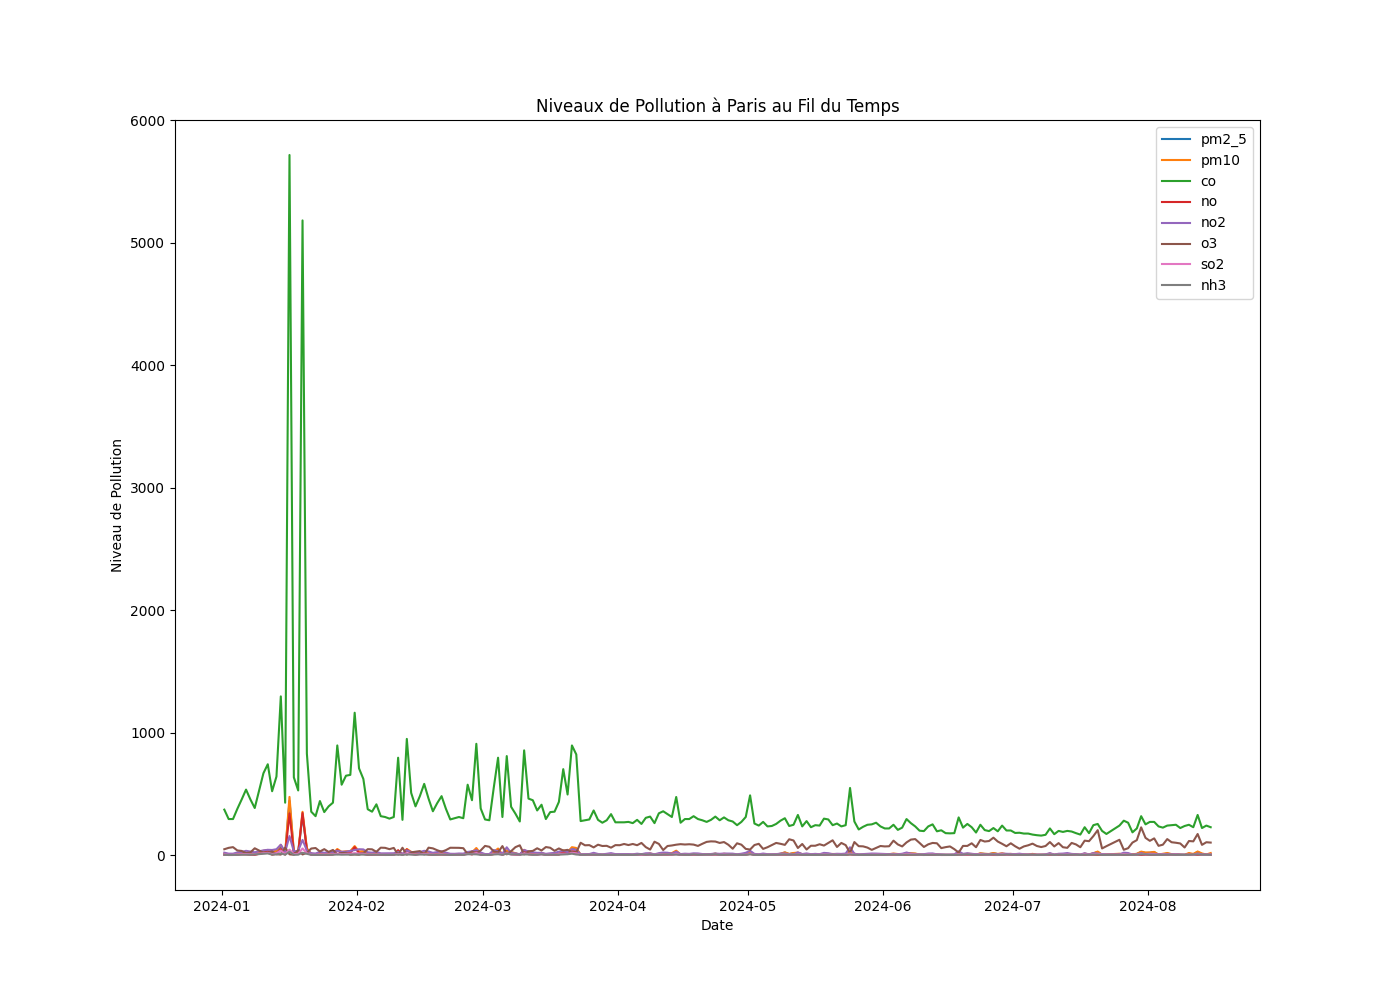 Niveaux de Pollution à Paris au Fil du Temps
6000
5000
4000
3000
2000
1000
0
Niveau de Pollution
pm2_5
pm10
co
no
no2
o3
so2
nh3
2024-01 2024-02 2024-03 2024-04 2024-05 2024-06 2024-07 2024-08
Date